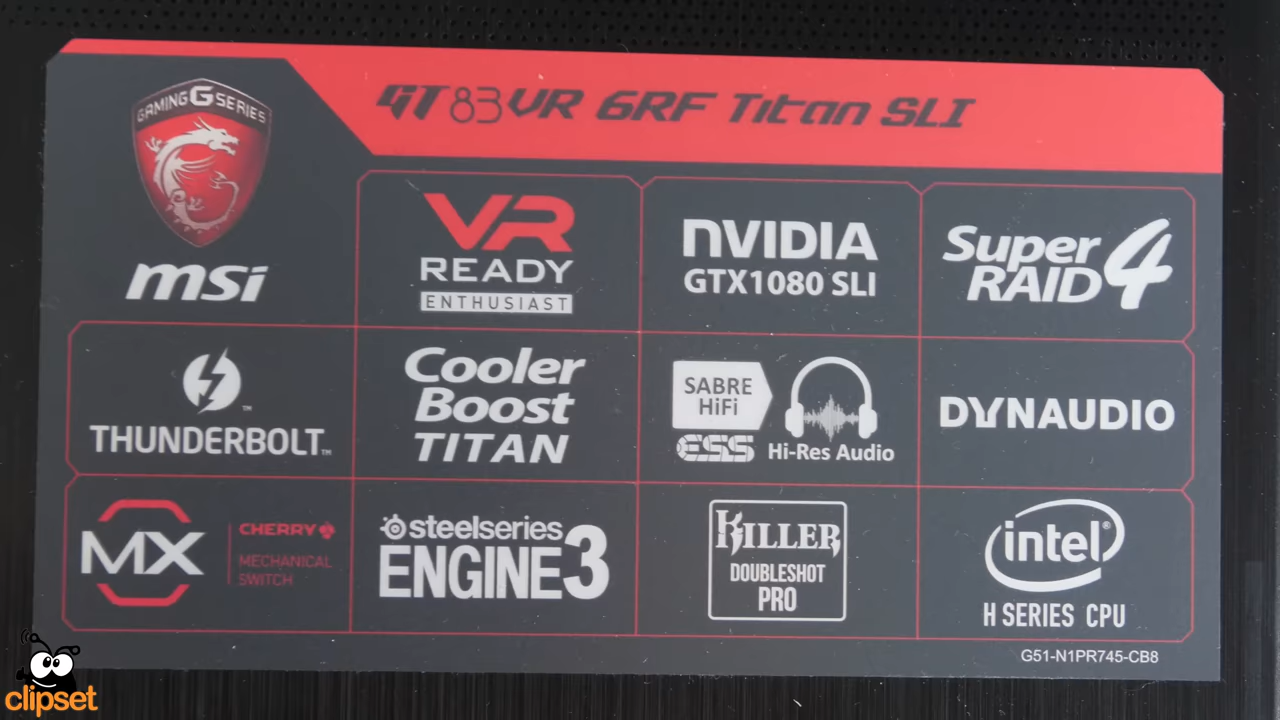 GT83VR 6RF Titan SLI
GAMING G SERIES
msi
VR
READY
ENTHUSIAST
NVIDIA
GTX1080 SLI
Super
RAID 4
THUNDERBOLT™
Cooler
Boost
TITAN
SABRE
HiFi
ESS
Hi-Res Audio
DYNAUDIO
MX
CHERRY
MECHANICAL
SWITCH
steelseries
ENGINE3
KILLER
DOUBLESHOT
PRO
intel®
H SERIES CPU
G51-N1PR745-CB8
clipset